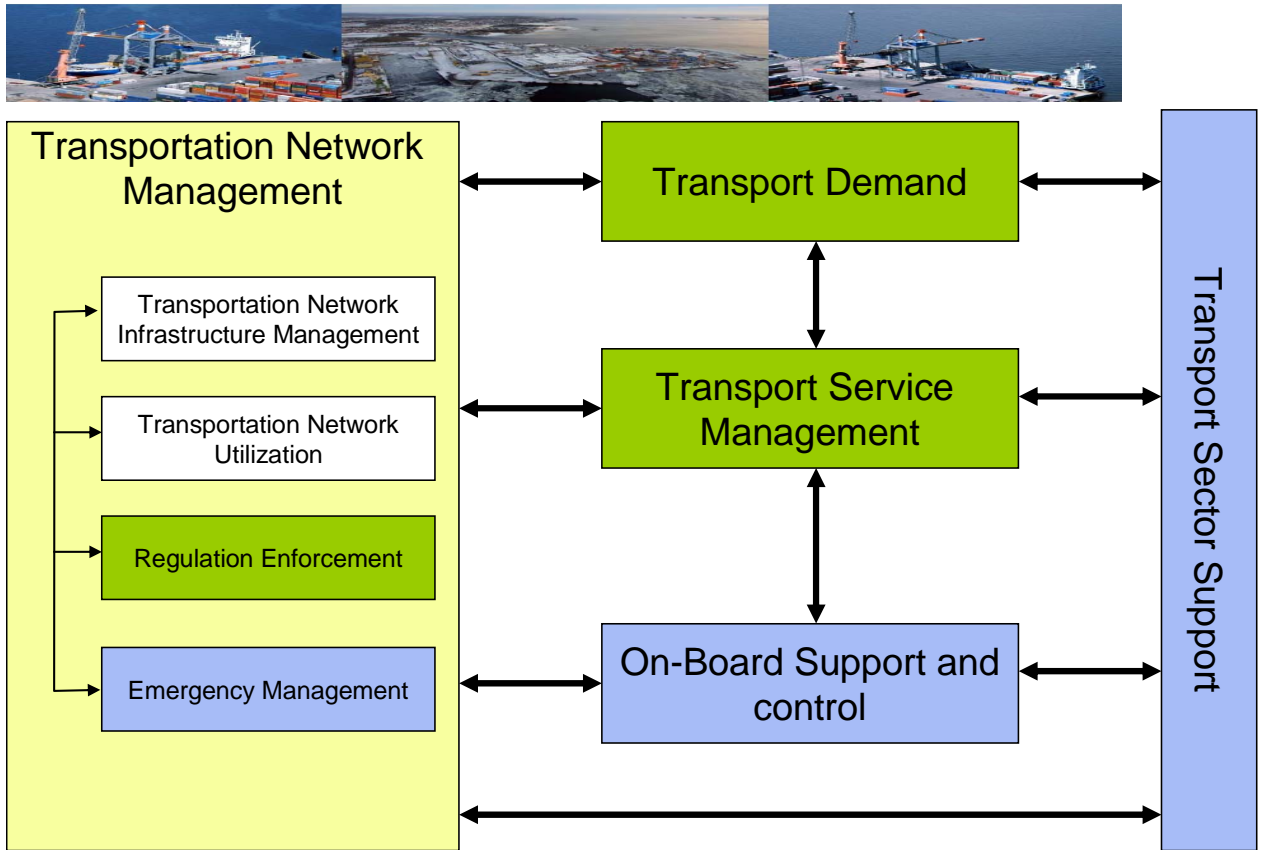 Transportation Network
Management
Transportation Network
Infrastructure Management
Transportation Network
Utilization
Regulation Enforcement
Emergency Management
Transport Demand
Transport Service
Management
On-Board Support and
control
Transport Sector Support